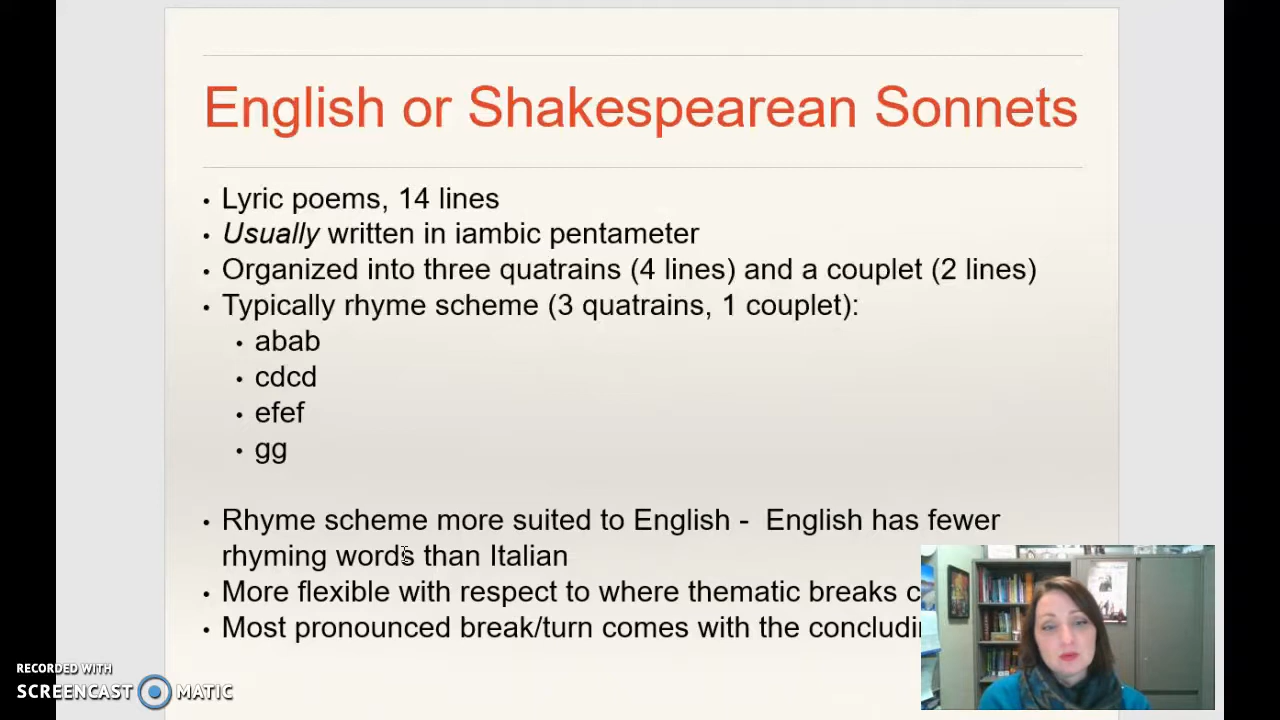 English or Shakespearean Sonnets
• Lyric poems, 14 lines
• Usually written in iambic pentameter
• Organized into three quatrains (4 lines) and a couplet (2 lines)
• Typically rhyme scheme (3 quatrains, 1 couplet):
• abab
• cdcd
• efef
• gg
• Rhyme scheme more suited to English - English has fewer
rhyming words than Italian
• More flexible with respect to where thematic breaks
• Most pronounced break/turn comes with the
RECORDED WITH
SCREENCAST MATIC